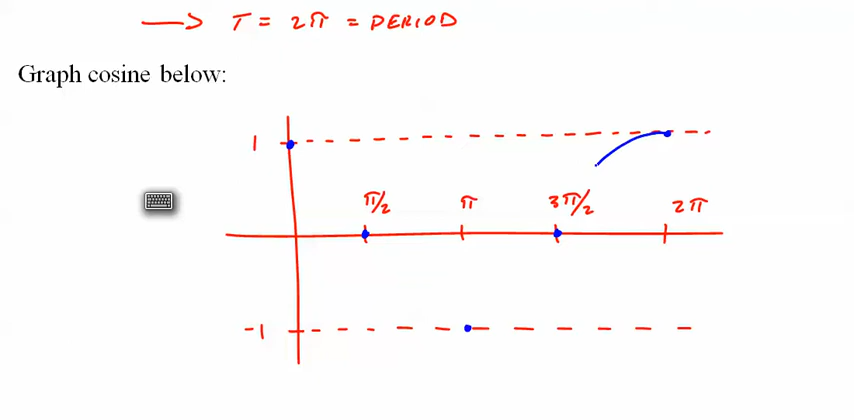 → T = 2π = PERIOD
Graph cosine below:
1
π/2 π 3π/2 2π
-1